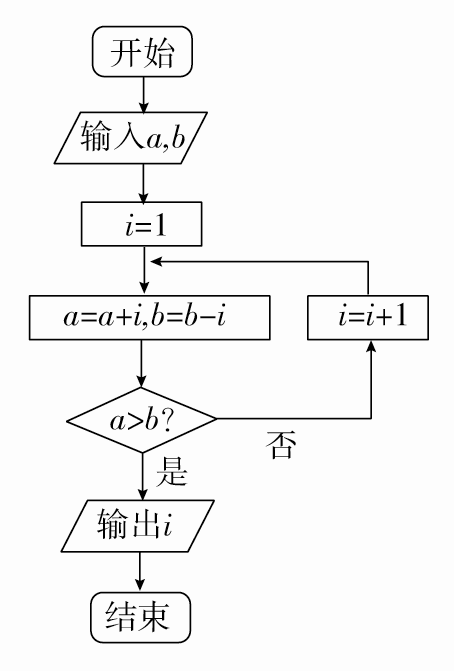 开始
输入a,b
i=1
a=a+i,b=b-i
i=i+1
a>b?
否
是
输出i
结束